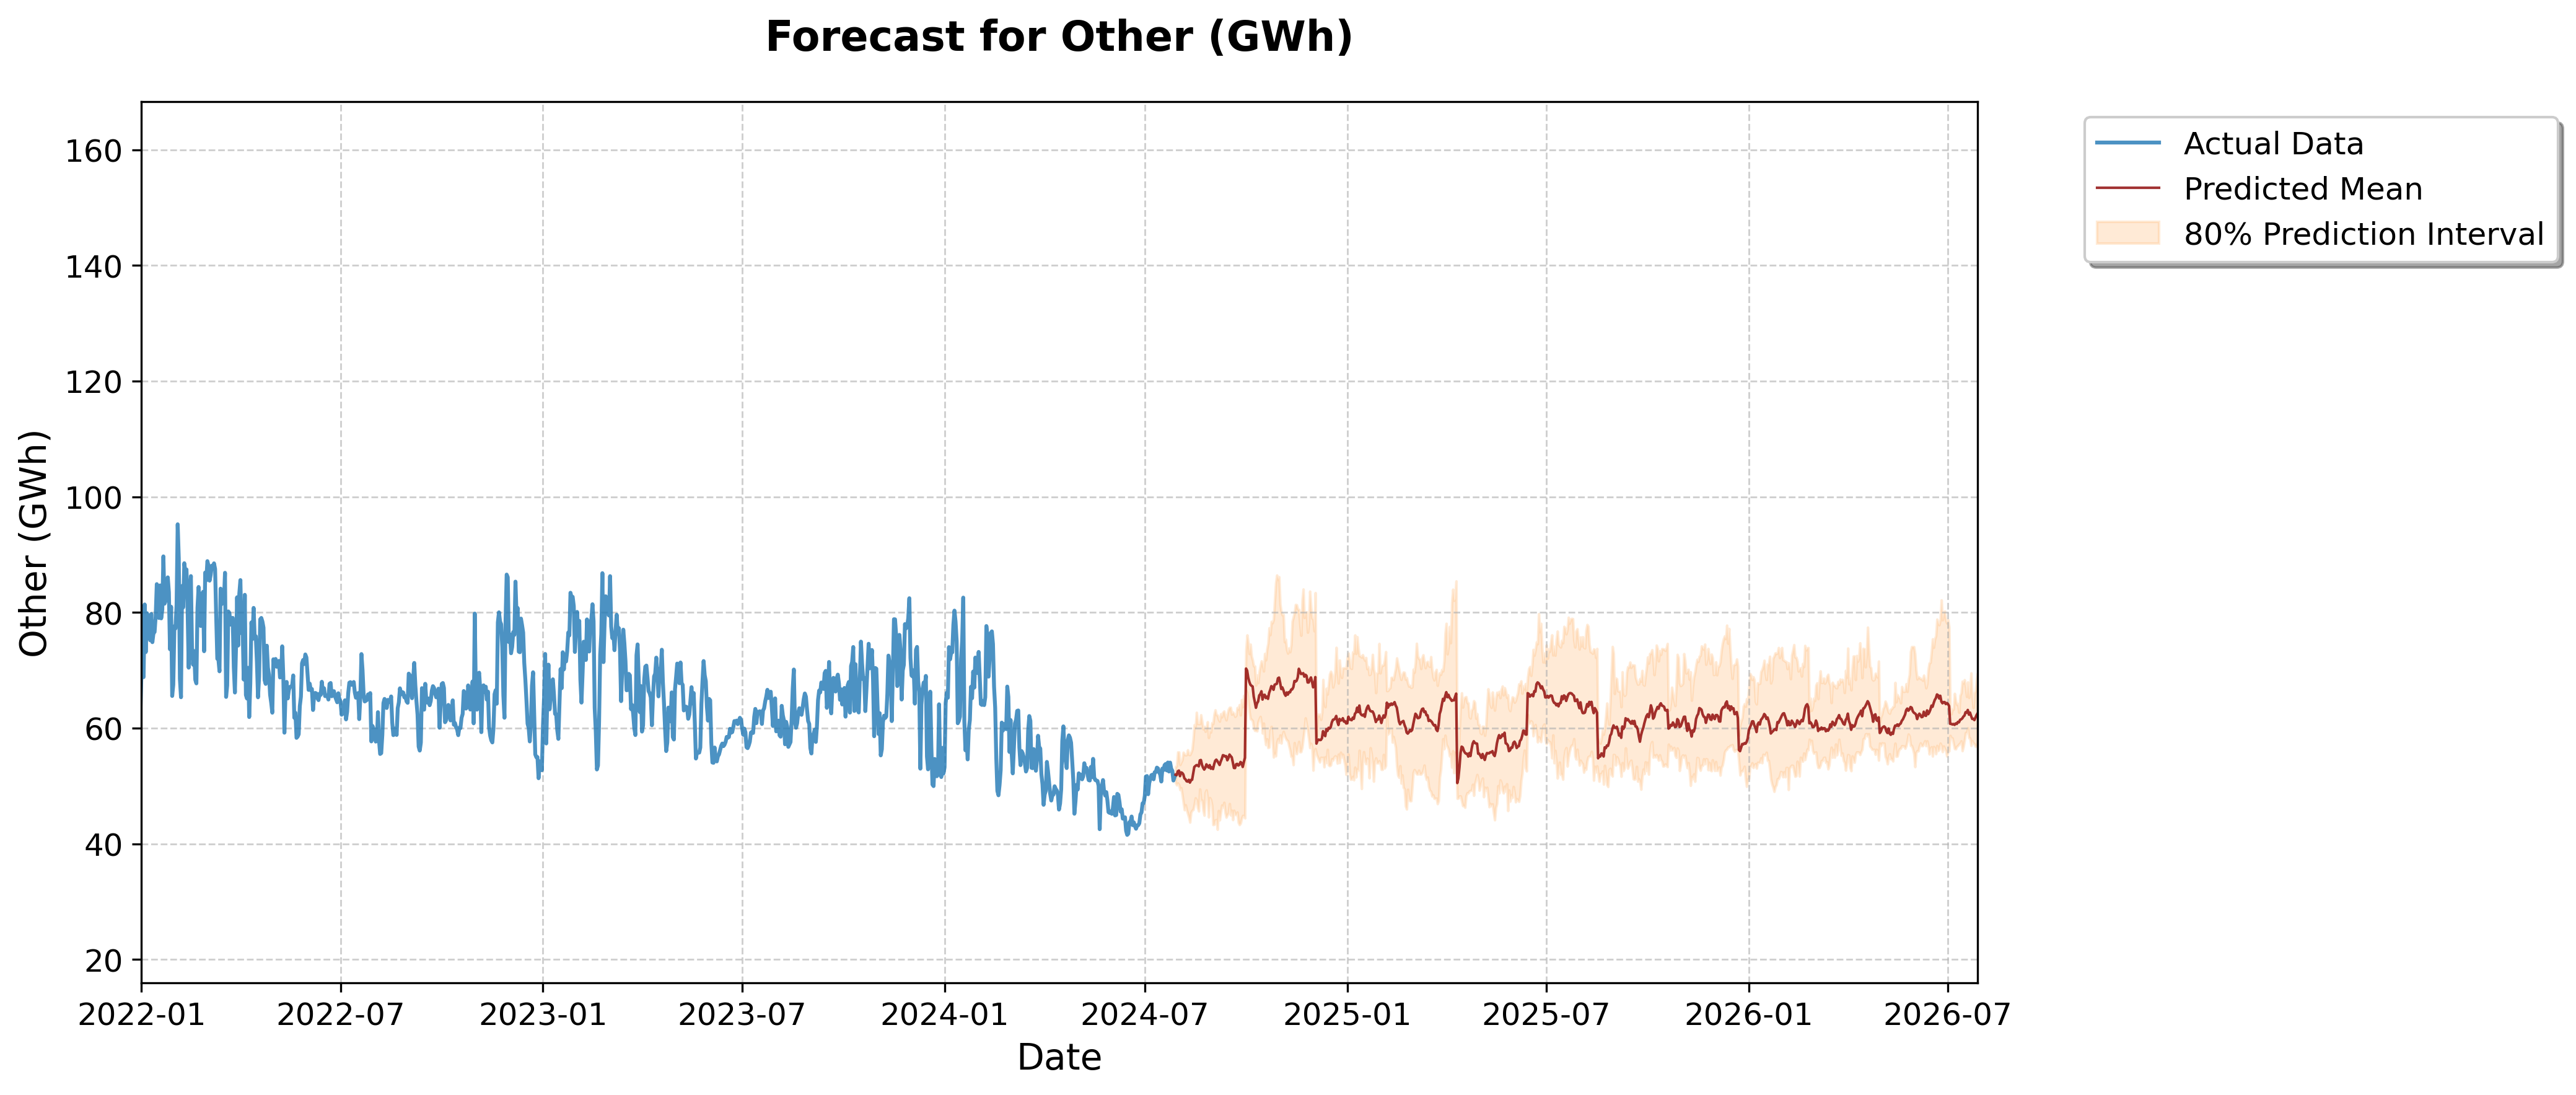 Forecast for Other (GWh)
160
140
120
100
80
60
40
20
Other (GWh)
2022-01 2022-07 2023-01 2023-07 2024-01 2024-07 2025-01 2025-07 2026-01 2026-07
Date
Actual Data
Predicted Mean
80% Prediction Interval